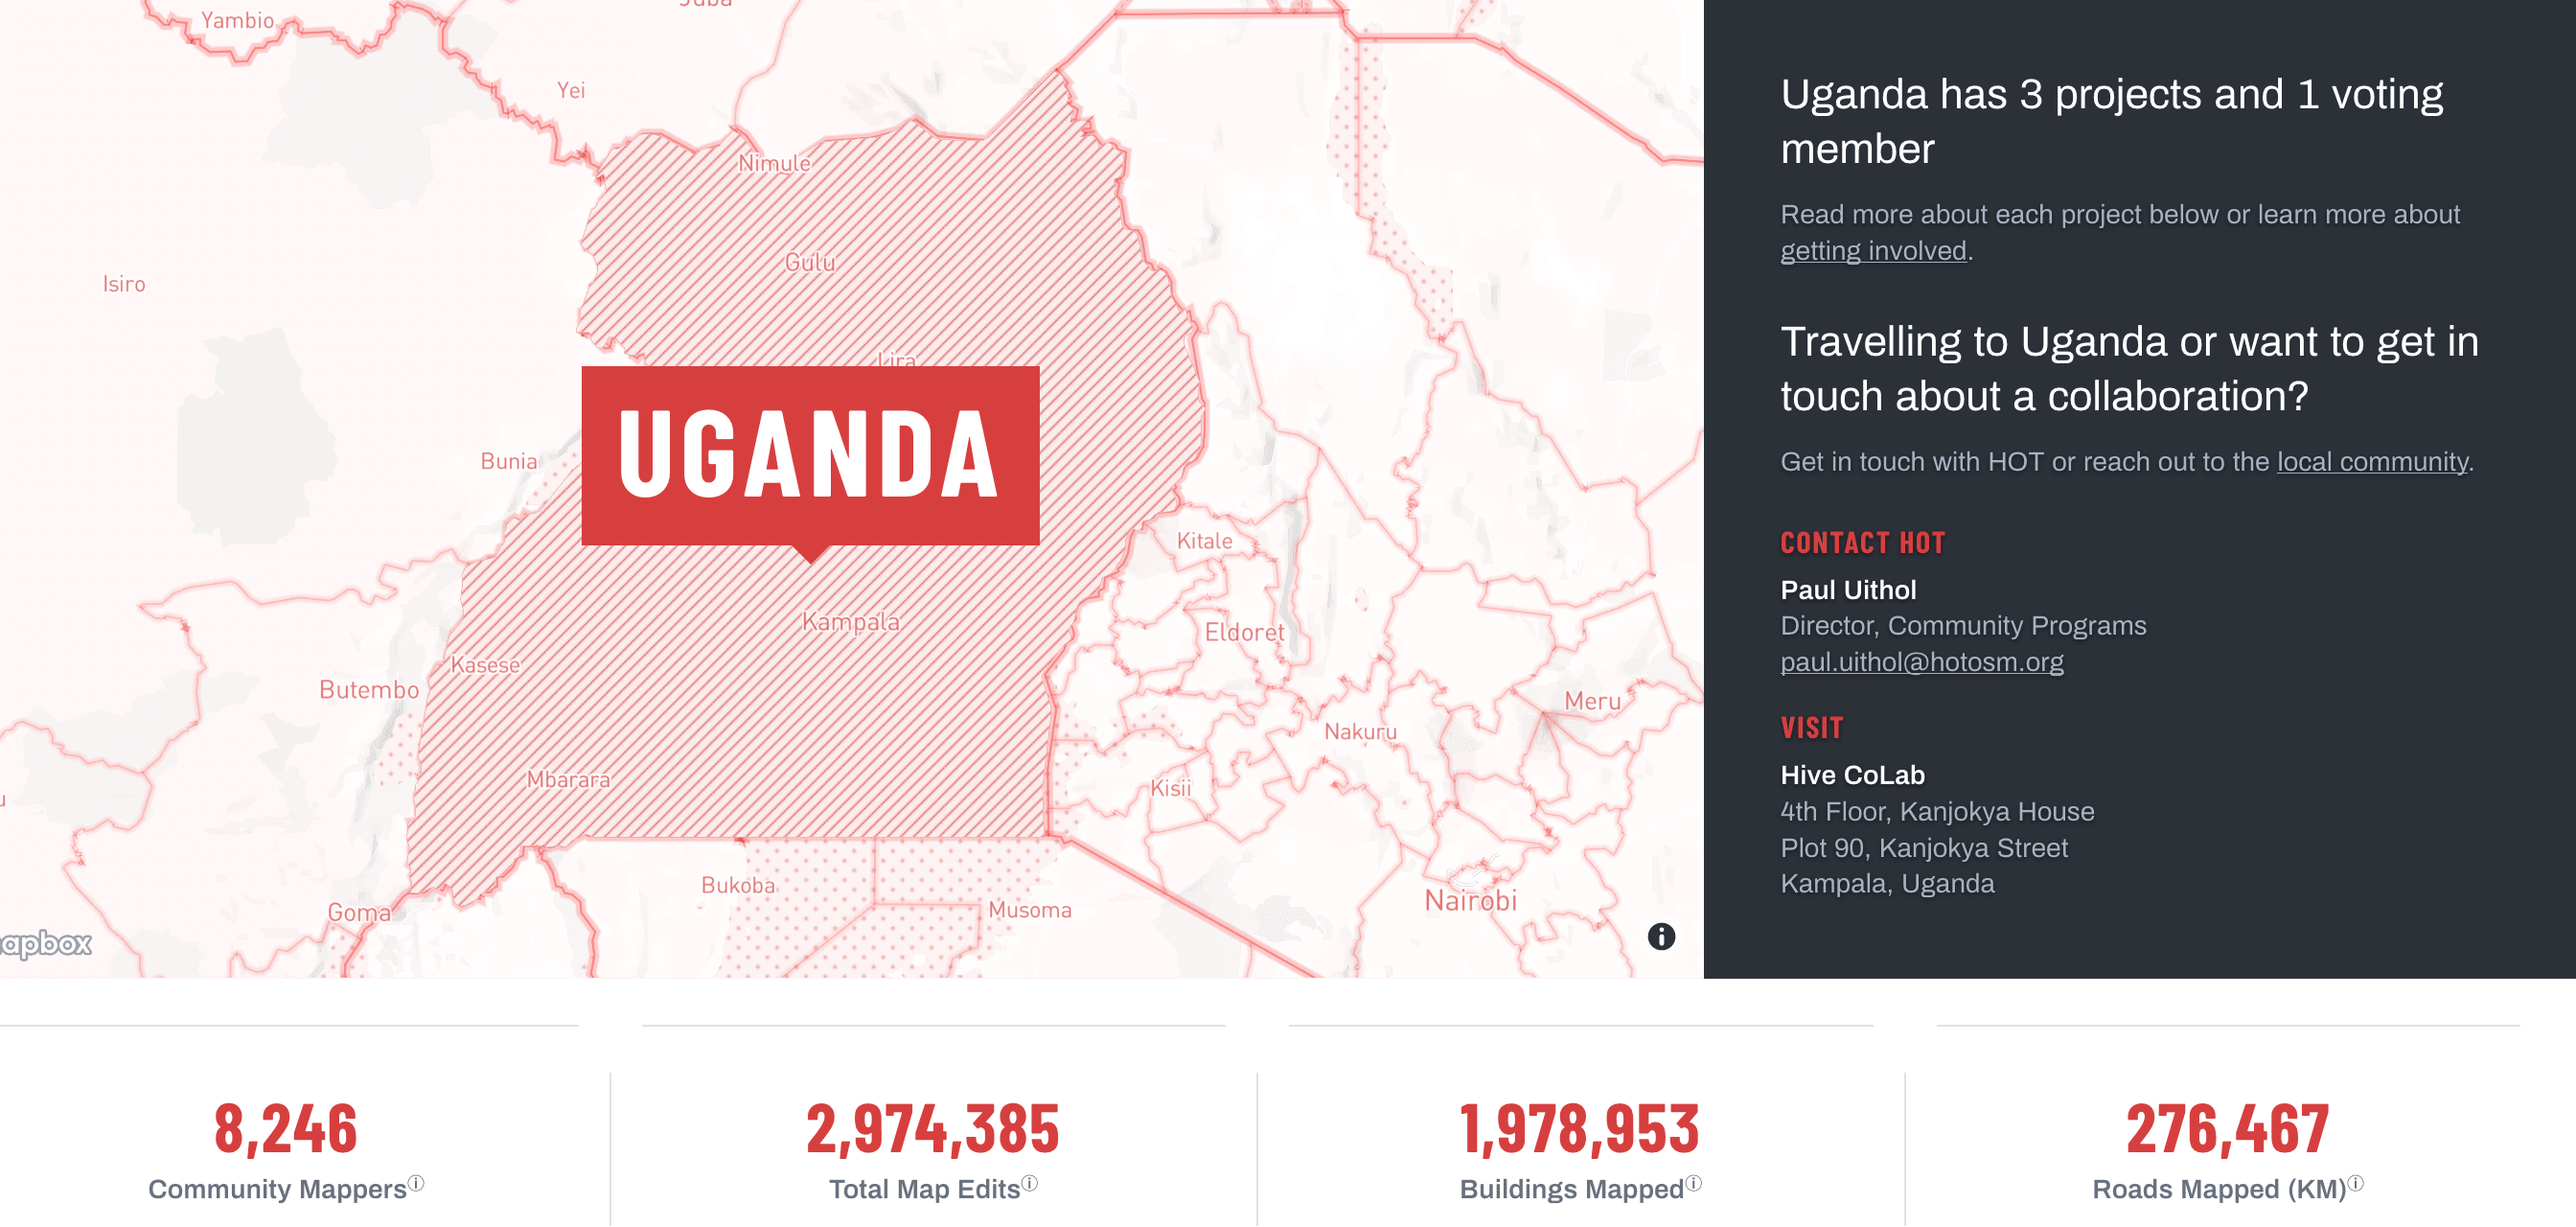 Juba
Yambio
Yei
Nimule
Gulu
Isiro
Lira
UGANDA
Bunia
Kitale
Kampala
Eldoret
Kasese
Butembo
Meru
Nakuru
Mbarara
Kisii
Bukoba
Nairobi
Musoma
Goma
apbox
Uganda has 3 projects and 1 voting
member
Read more about each project below or learn more about
getting involved.
Travelling to Uganda or want to get in
touch about a collaboration?
Get in touch with HOT or reach out to the local community.
CONTACT HOT
Paul Uithol
Director, Community Programs
paul.uithol@hotosm.org
VISIT
Hive CoLab
4th Floor, Kanjokya House
Plot 90, Kanjokya Street
Kampala, Uganda
8,246
Community Mappersⓘ
2,974,385
Total Map Editsⓘ
1,978,953
Buildings Mappedⓘ
276,467
Roads Mapped (KM)ⓘ